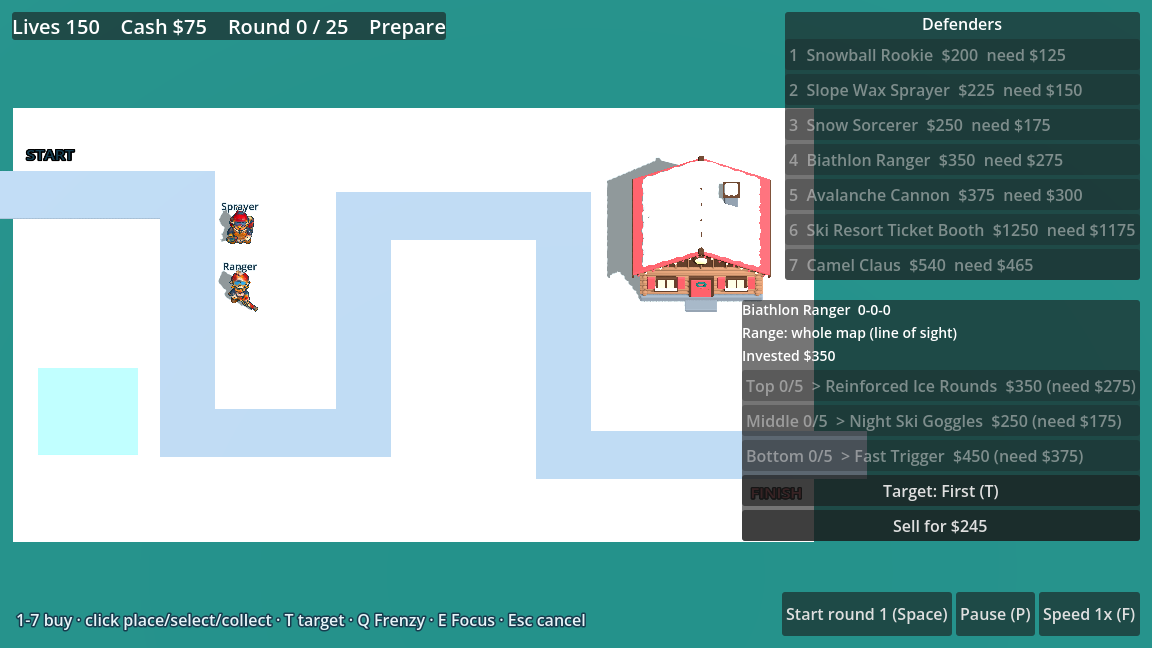 Lives 150 Cash $75 Round 0 / 25 Prepare
Defenders
1 Snowball Rookie $200 need $125
2 Slope Wax Sprayer $225 need $150
3 Snow Sorcerer $250 need $175
4 Biathlon Ranger $350 need $275
5 Avalanche Cannon $375 need $300
6 Ski Resort Ticket Booth $1250 need $1175
7 Camel Claus $540 need $465
START
Sprayer
Ranger
Biathlon Ranger 0-0-0
Range: whole map (line of sight)
Invested $350
Top 0/5 > Reinforced Ice Rounds $350 (need $275)
Middle 0/5 > Night Ski Goggles $250 (need $175)
Bottom 0/5 > Fast Trigger $450 (need $375)
FINISH
Target: First (T)
Sell for $245
1-7 buy · click place/select/collect · T target · Q Frenzy · E Focus · Esc cancel
Start round 1 (Space)
Pause (P)
Speed 1x (F)